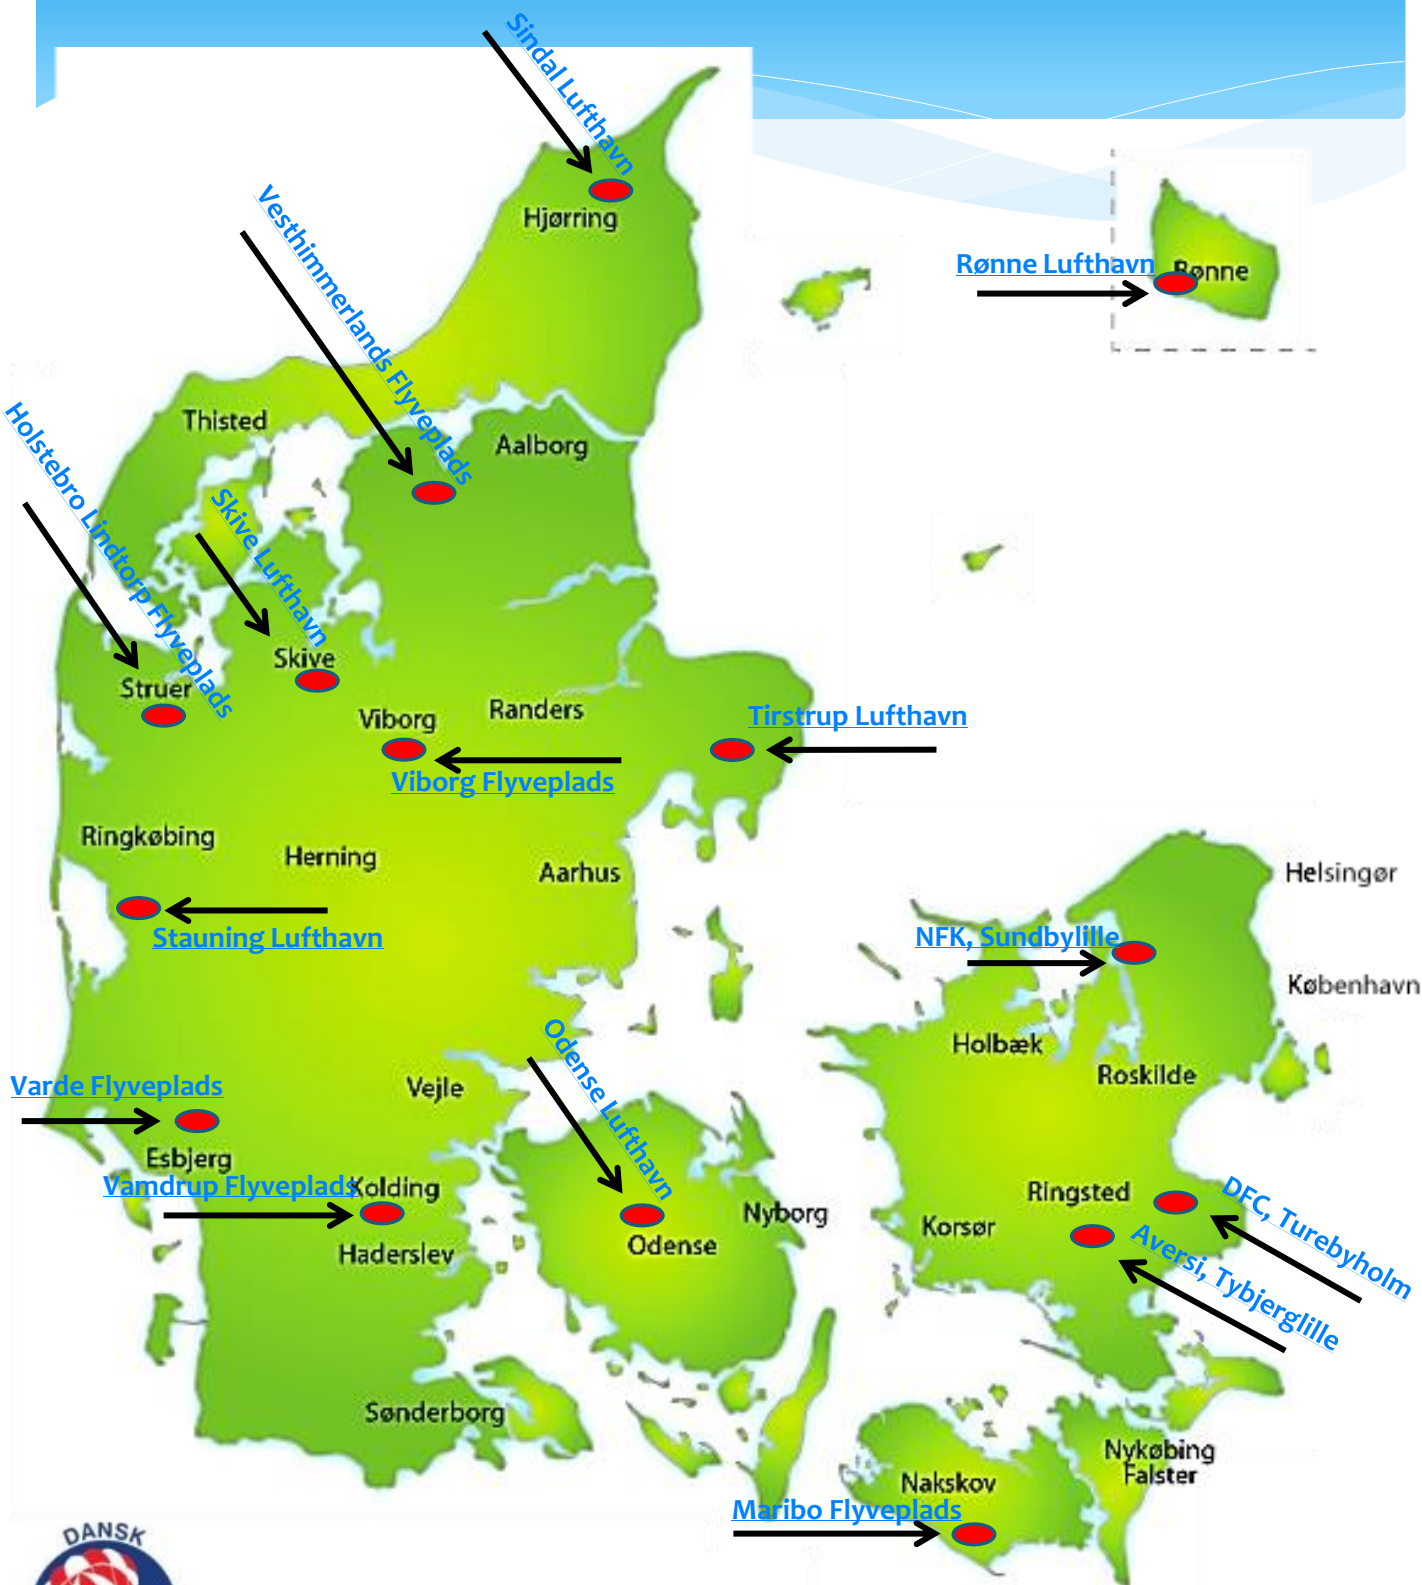 Sindal Lufthavn
Hjørring
Vesthimmerlands Flyveplads
Rønne Lufthavn
Rønne
Thisted
Aalborg
Holstebro Lindtorp Flyveplads
Skive Lufthavn
Skive
Struer
Viborg
Randers
Tirstrup Lufthavn
Viborg Flyveplads
Ringkøbing
Herning
Aarhus
Helsingør
Stauning Lufthavn
NFK, Sundbylille
København
Holbæk
Odense Lufthavn
Roskilde
Varde Flyveplads
Vejle
Esbjerg
Vamdrup Flyveplads
Kolding
Ringsted
DFC, Turebyholm
Nyborg
Korsør
Aversi, Tybjerglille
Odense
Haderslev
Sønderborg
Nykøbing
Falster
Nakskov
Maribo Flyveplads
DANSK